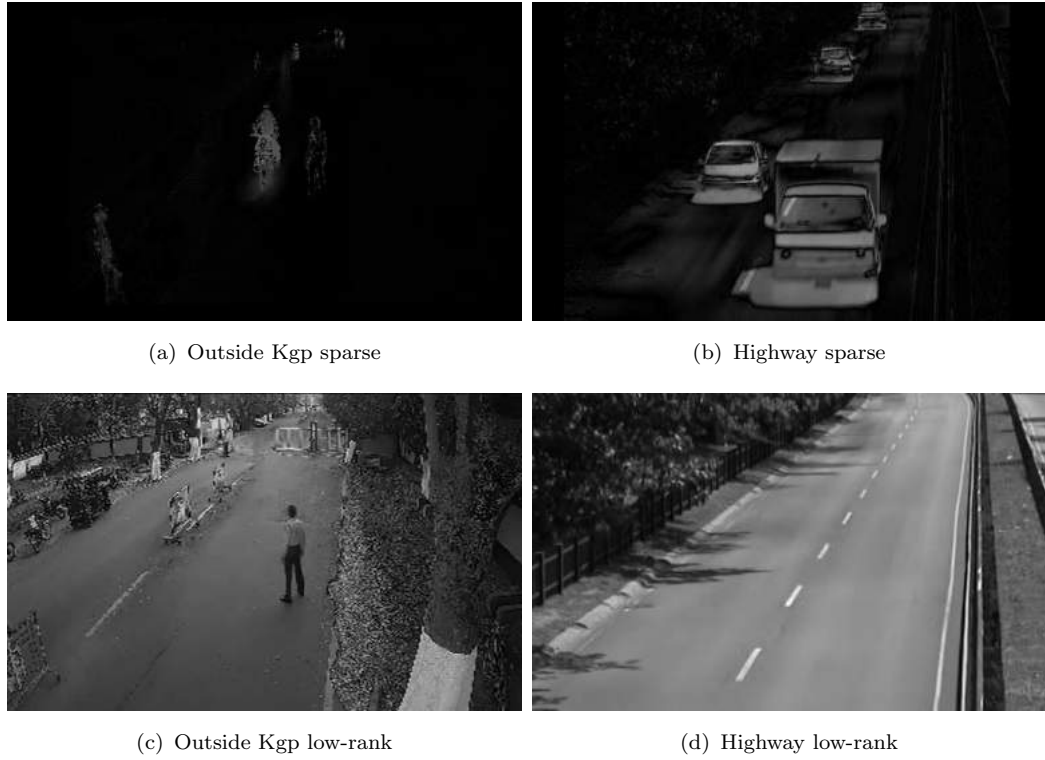 (a) Outside Kgp sparse
(b) Highway sparse
(c) Outside Kgp low-rank
(d) Highway low-rank